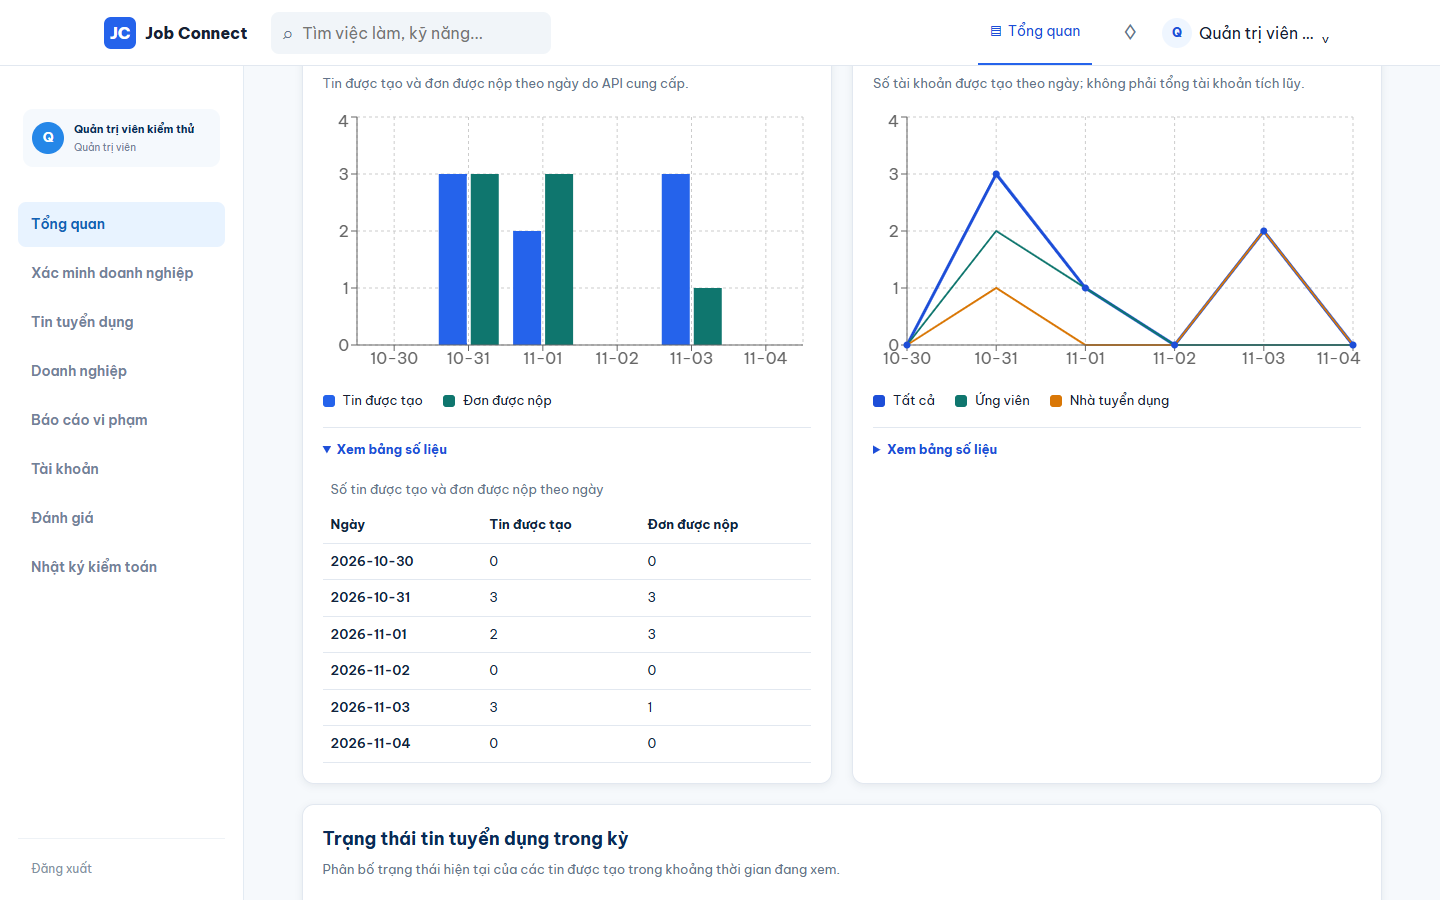 JC Job Connect
Tìm việc làm, kỹ năng...
Tổng quan
Q Quản trị viên ...
Q
Quản trị viên kiểm thử
Quản trị viên
Tổng quan
Xác minh doanh nghiệp
Tin tuyển dụng
Doanh nghiệp
Báo cáo vi phạm
Tài khoản
Đánh giá
Nhật ký kiểm toán
Đăng xuất
Tin được tạo và đơn được nộp theo ngày do API cung cấp.
4
3
2
1
0
10-30 10-31 11-01 11-02 11-03 11-04
Tin được tạo Đơn được nộp
Xem bảng số liệu
Số tin được tạo và đơn được nộp theo ngày
Ngày Tin được tạo Đơn được nộp
2026-10-30 0 0
2026-10-31 3 3
2026-11-01 2 3
2026-11-02 0 0
2026-11-03 3 1
2026-11-04 0 0
Số tài khoản được tạo theo ngày; không phải tổng tài khoản tích lũy.
4
3
2
1
0
10-30 10-31 11-01 11-02 11-03 11-04
Tất cả Ứng viên Nhà tuyển dụng
Xem bảng số liệu
Trạng thái tin tuyển dụng trong kỳ
Phân bố trạng thái hiện tại của các tin được tạo trong khoảng thời gian đang xem.